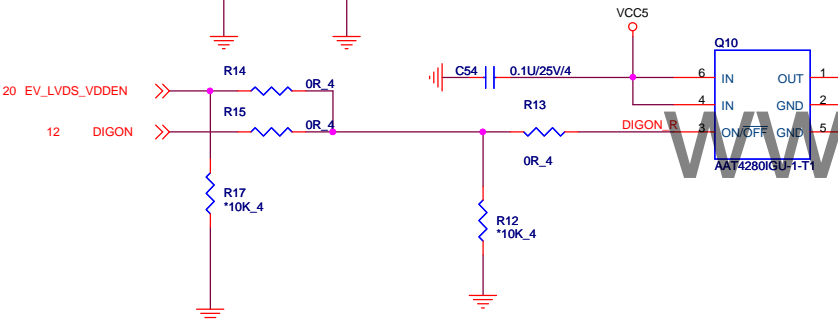 VCC5
Q10
R14
C54 0.1U/25V/4
6 IN OUT 1
20 EV_LVDS_VDDEN
0R_4
4 IN GND 2
R15
R13
12 DIGON
0R_4
DIGON_R
3 ON/OFF GND 5
0R_4
AAT4280IGU-1-T1
R17
*10K_4
R12
*10K_4
WW